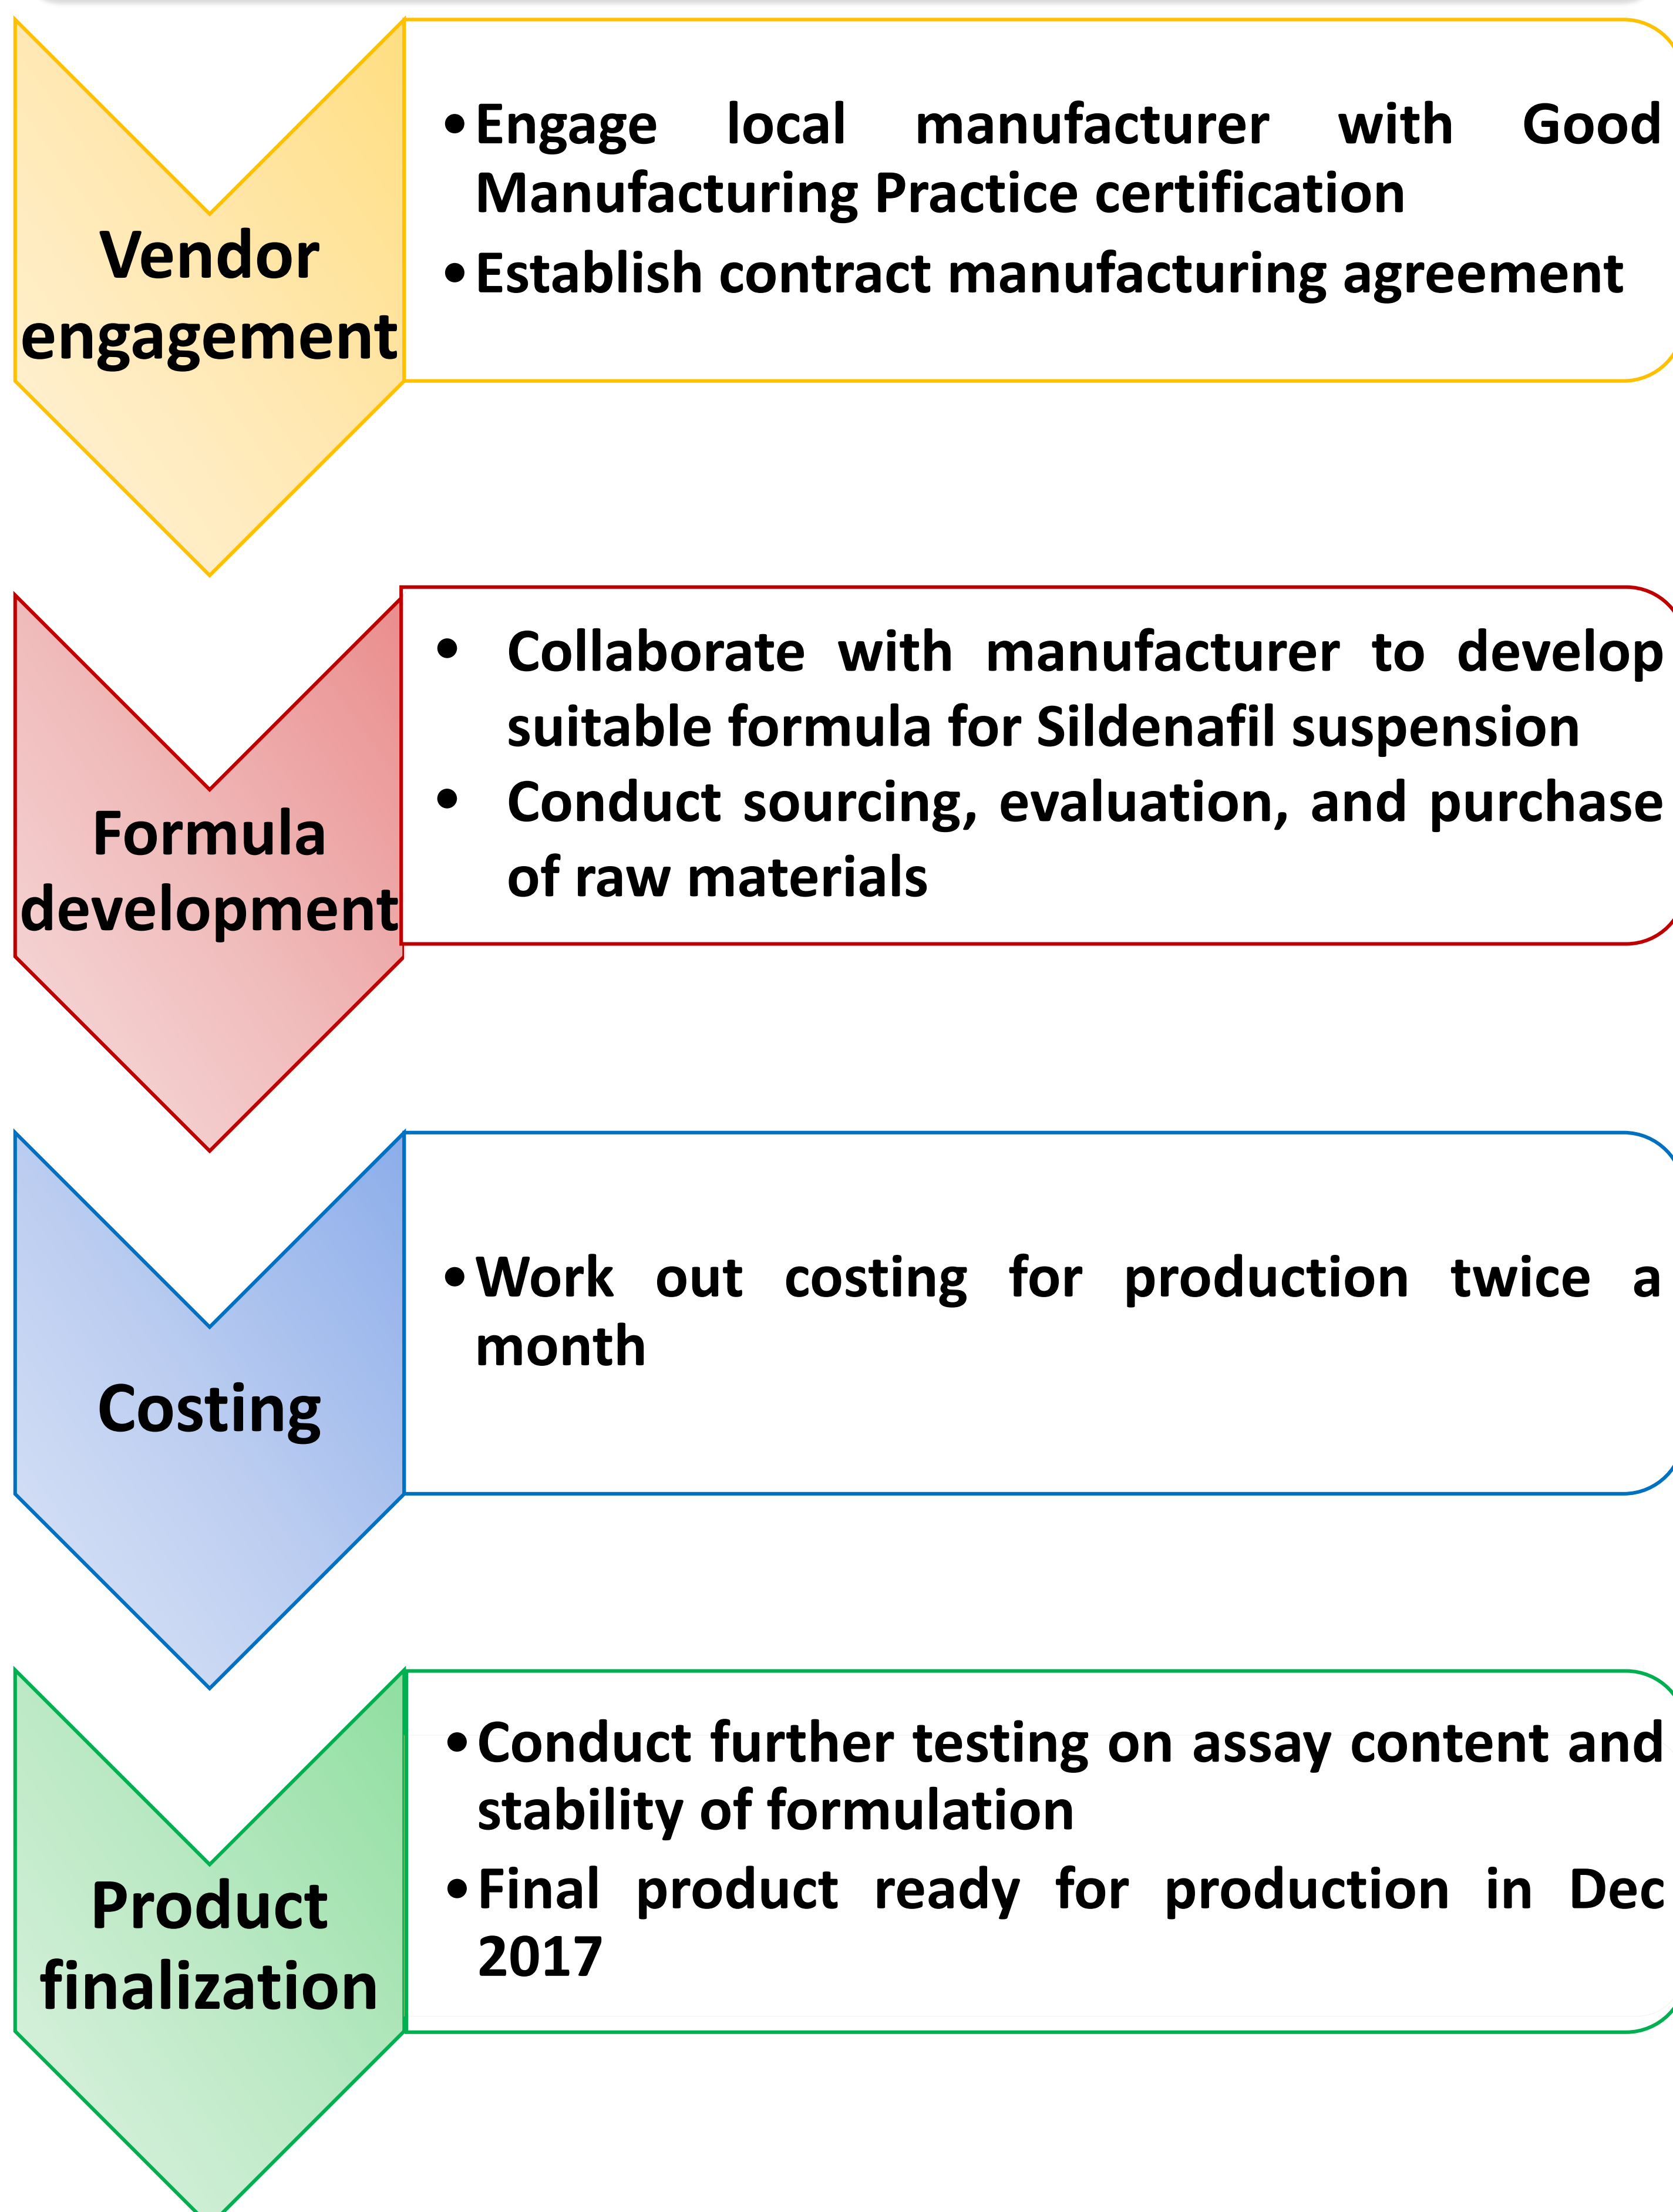 Vendor
engagement
• Engage local manufacturer with Good
Manufacturing Practice certification
• Establish contract manufacturing agreement
Formula
development
• Collaborate with manufacturer to develop
suitable formula for Sildenafil suspension
• Conduct sourcing, evaluation, and purchase
of raw materials
Costing
• Work out costing for production twice a
month
Product
finalization
• Conduct further testing on assay content and
stability of formulation
• Final product ready for production in Dec
2017